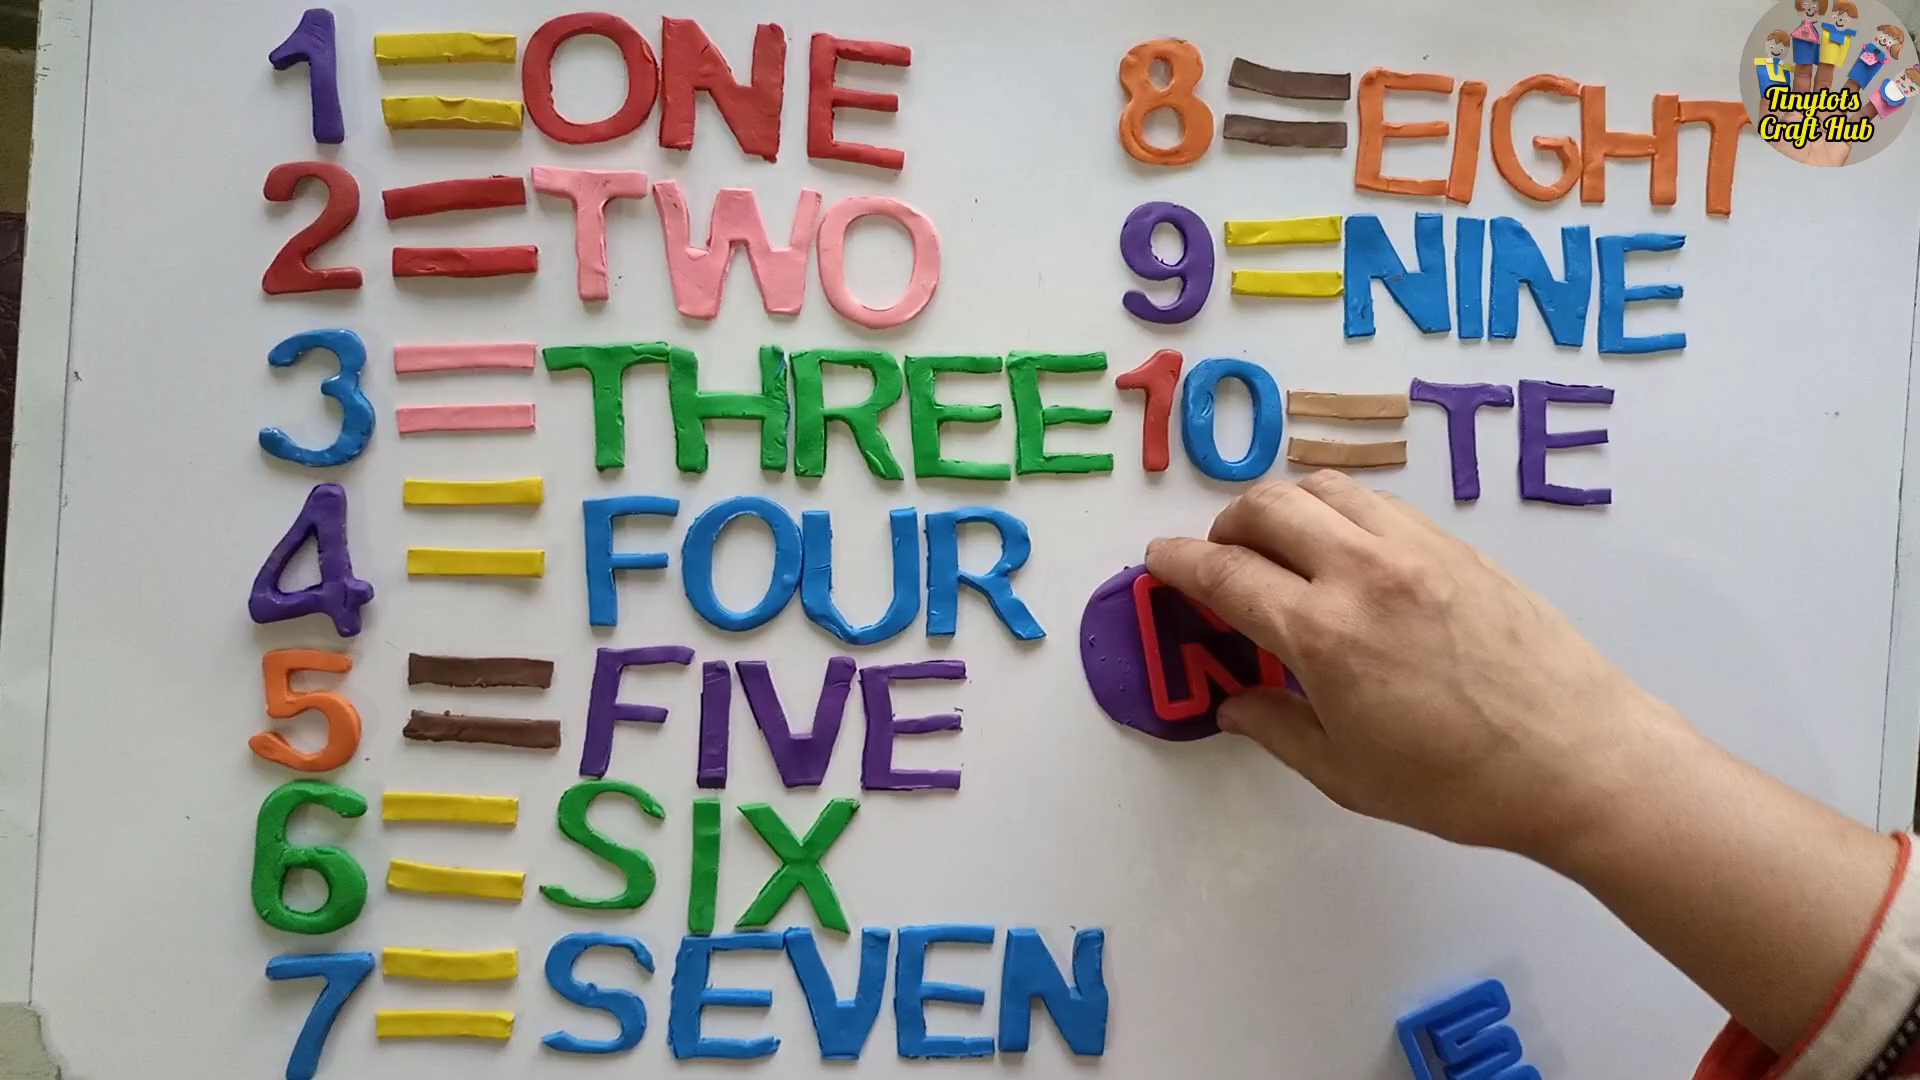 1 = ONE
2 = TWO
3 = THREE
4 = FOUR
5 = FIVE
6 = SIX
7 = SEVEN
8 = EIGHT
9 = NINE
10 = TE
N
E
Tinytots
Craft Hub